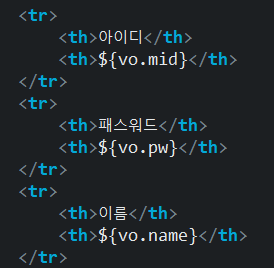 <tr>
<th>아이디</th>
<th>${vo.mid}</th>
</tr>
<tr>
<th>패스워드</th>
<th>${vo.pw}</th>
</tr>
<tr>
<th>이름</th>
<th>${vo.name}</th>
</tr>